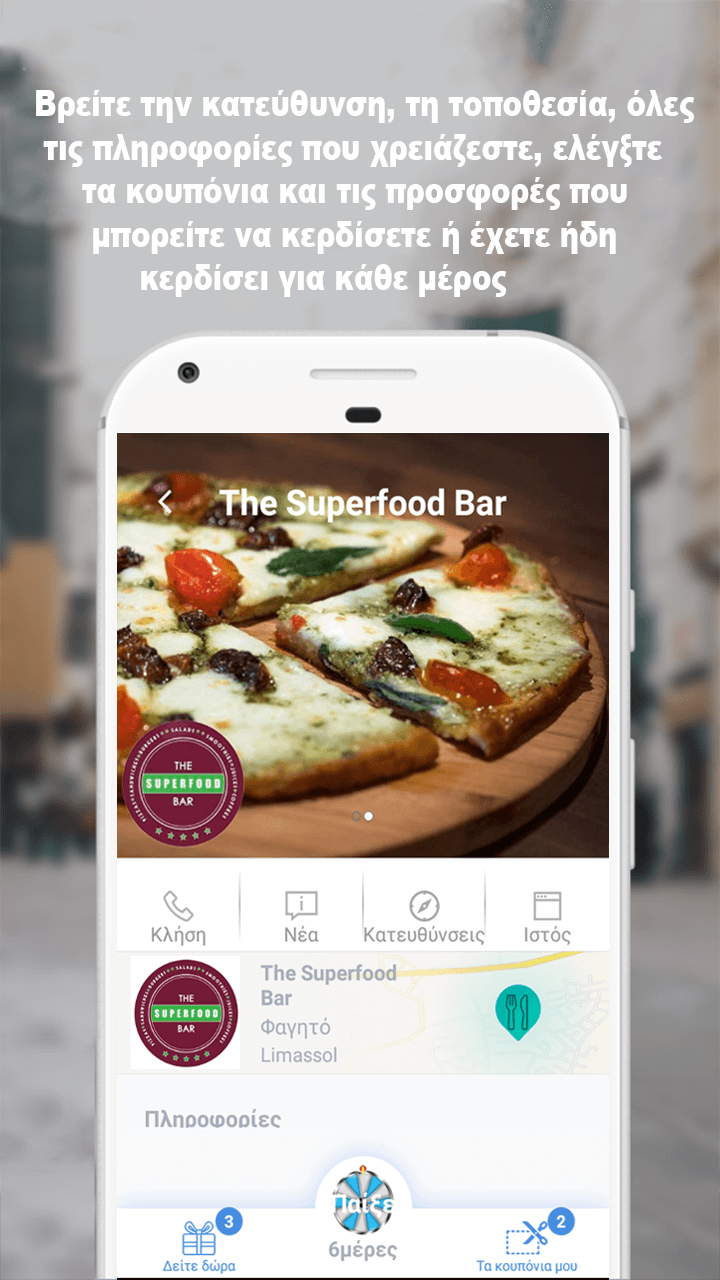 Βρείτε την κατεύθυνση, τη τοποθεσία, όλες
τις πληροφορίες που χρειάζεστε, ελέγξτε
τα κουπόνια και τις προσφορές που
μπορείτε να κερδίσετε ή έχετε ήδη
κερδίσει για κάθε μέρος
The Superfood Bar
THE
SUPERFOOD
BAR
Κλήση
Νέα
Κατευθύνσεις
Ιστός
THE
SUPERFOOD
BAR
The Superfood
Bar
Φαγητό
Limassol
Πληροφορίες
Παίξε
6μέρες
3
Δείτε δώρα
2
Τα κουπόνια μου